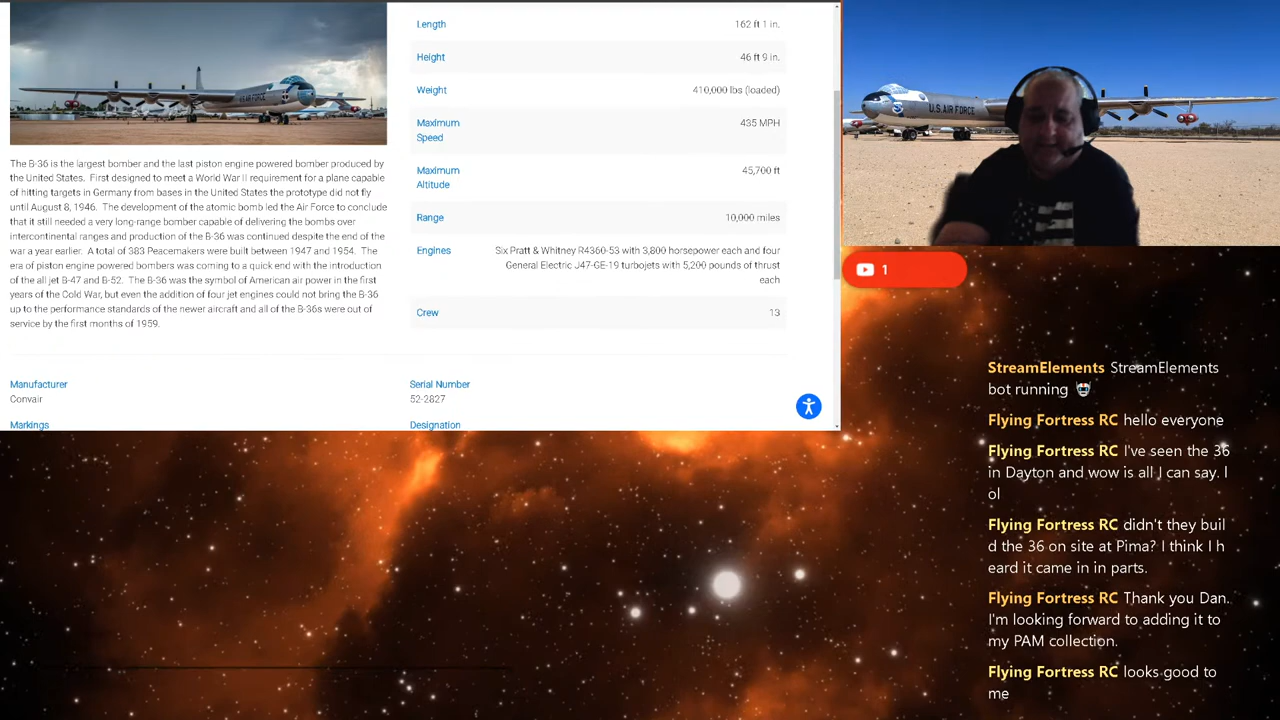 Length 162 ft 1 in.
Height 46 ft 9 in.
Weight 410,000 lbs (loaded)
Maximum Speed 435 MPH
Maximum Altitude 45,700 ft
Range 10,000 miles
Engines Six Pratt & Whitney R4360-53 with 3,800 horsepower each and four
General Electric J47-GE-19 turbojets with 5,200 pounds of thrust
each
Crew 13
The B-36 is the largest bomber and the last piston engine powered bomber produced by
the United States. First designed to meet a World War II requirement for a plane capable
of hitting targets in Germany from bases in the United States the prototype did not fly
until August 8, 1946. The development of the atomic bomb led the Air Force to conclude
that it still needed a very long-range bomber capable of delivering the bombs over
intercontinental ranges and production of the B-36 was continued despite the end of the
war a year earlier. A total of 383 Peacemakers were built between 1947 and 1954. The
era of piston engine powered bombers was coming to a quick end with the introduction
of the all jet B-47 and B-52. The B-36 was the symbol of American air power in the first
years of the Cold War, but even the addition of four jet engines could not bring the B-36
up to the performance standards of the newer aircraft and all of the B-36s were out of
service by the first months of 1959.
Manufacturer
Convair
Serial Number
52-2827
Markings
Designation
U.S. AIR FORCE
U.S. AIR FORCE
1
StreamElements StreamElements
bot running
Flying Fortress RC hello everyone
Flying Fortress RC I've seen the 36
in Dayton and wow is all I can say. l
ol
Flying Fortress RC didn't they buil
d the 36 on site at Pima? I think I h
eard it came in in parts.
Flying Fortress RC Thank you Dan.
I'm looking forward to adding it to
my PAM collection.
Flying Fortress RC looks good to
me